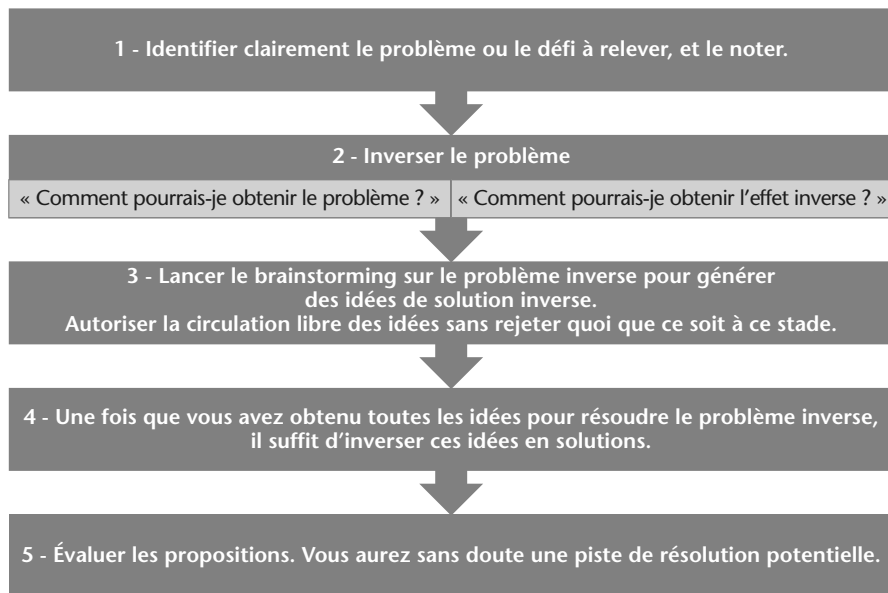 1 - Identifier clairement le problème ou le défi à relever, et le noter.
2 - Inverser le problème
« Comment pourrais-je obtenir le problème ? »
« Comment pourrais-je obtenir l'effet inverse ? »
3 - Lancer le brainstorming sur le problème inverse pour générer
des idées de solution inverse.
Autoriser la circulation libre des idées sans rejeter quoi que ce soit à ce stade.
4 - Une fois que vous avez obtenu toutes les idées pour résoudre le problème inverse,
il suffit d'inverser ces idées en solutions.
5 - Évaluer les propositions. Vous aurez sans doute une piste de résolution potentielle.